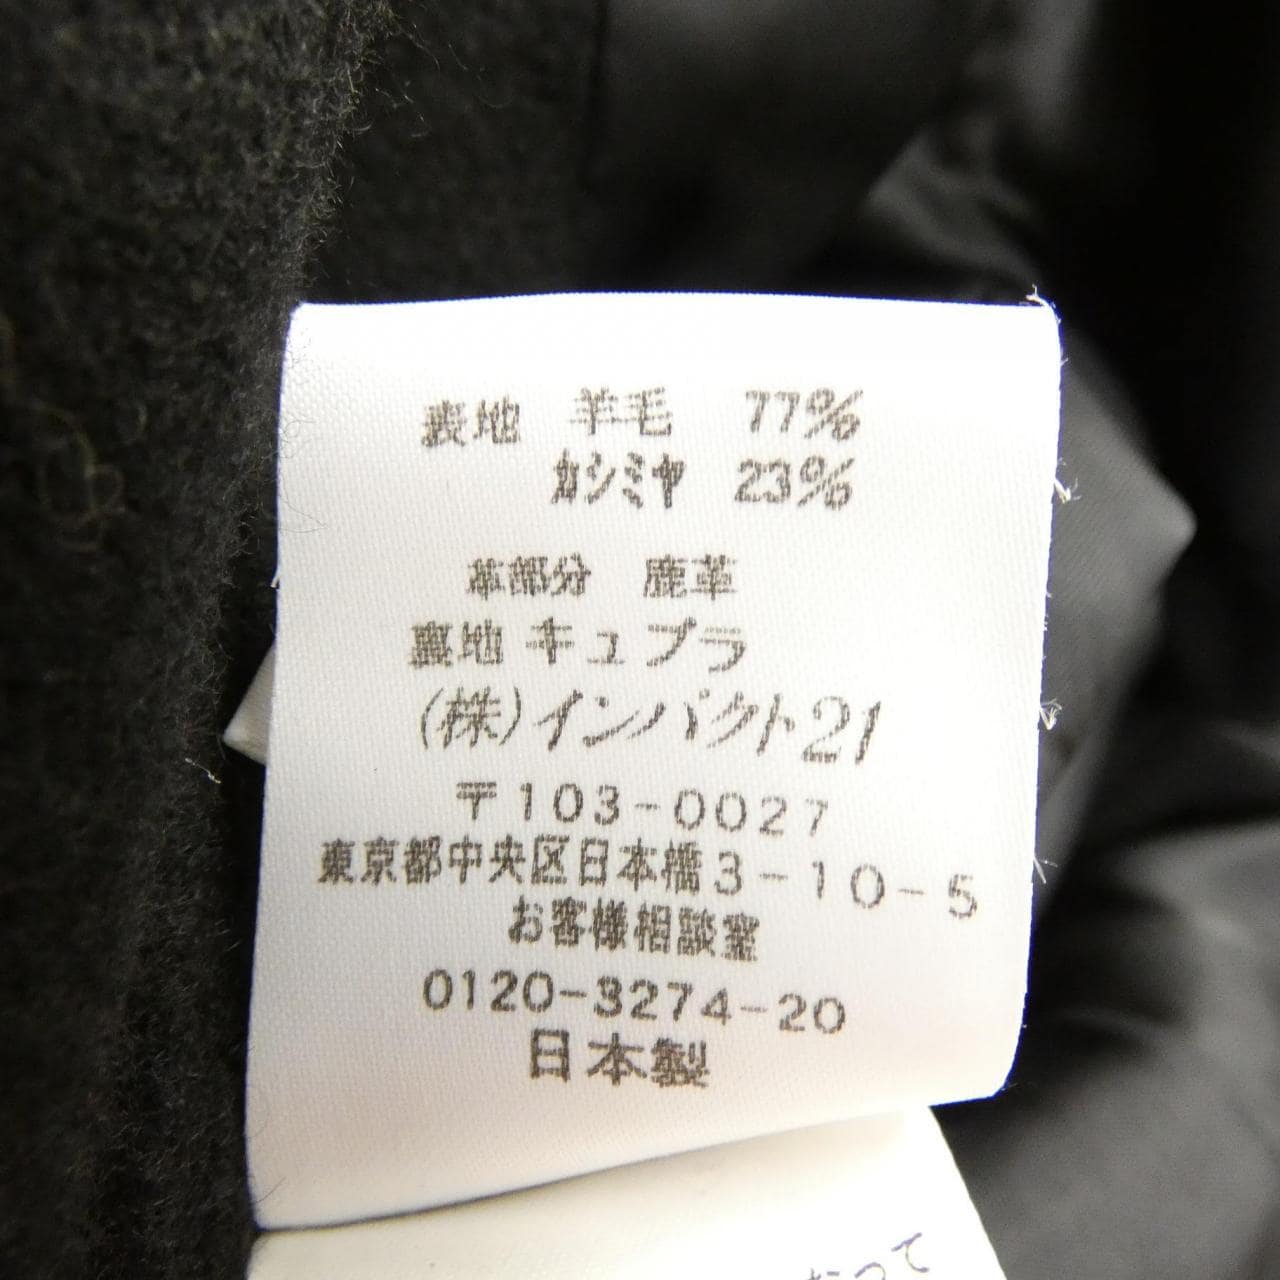 表地 羊毛 77%
カシミヤ 23%
革部分 鹿革
裏地 キュプラ
(株)インパクト21
〒103-0027
東京都中央区日本橋3-10-5
お客様相談室
0120-3274-20
日本製